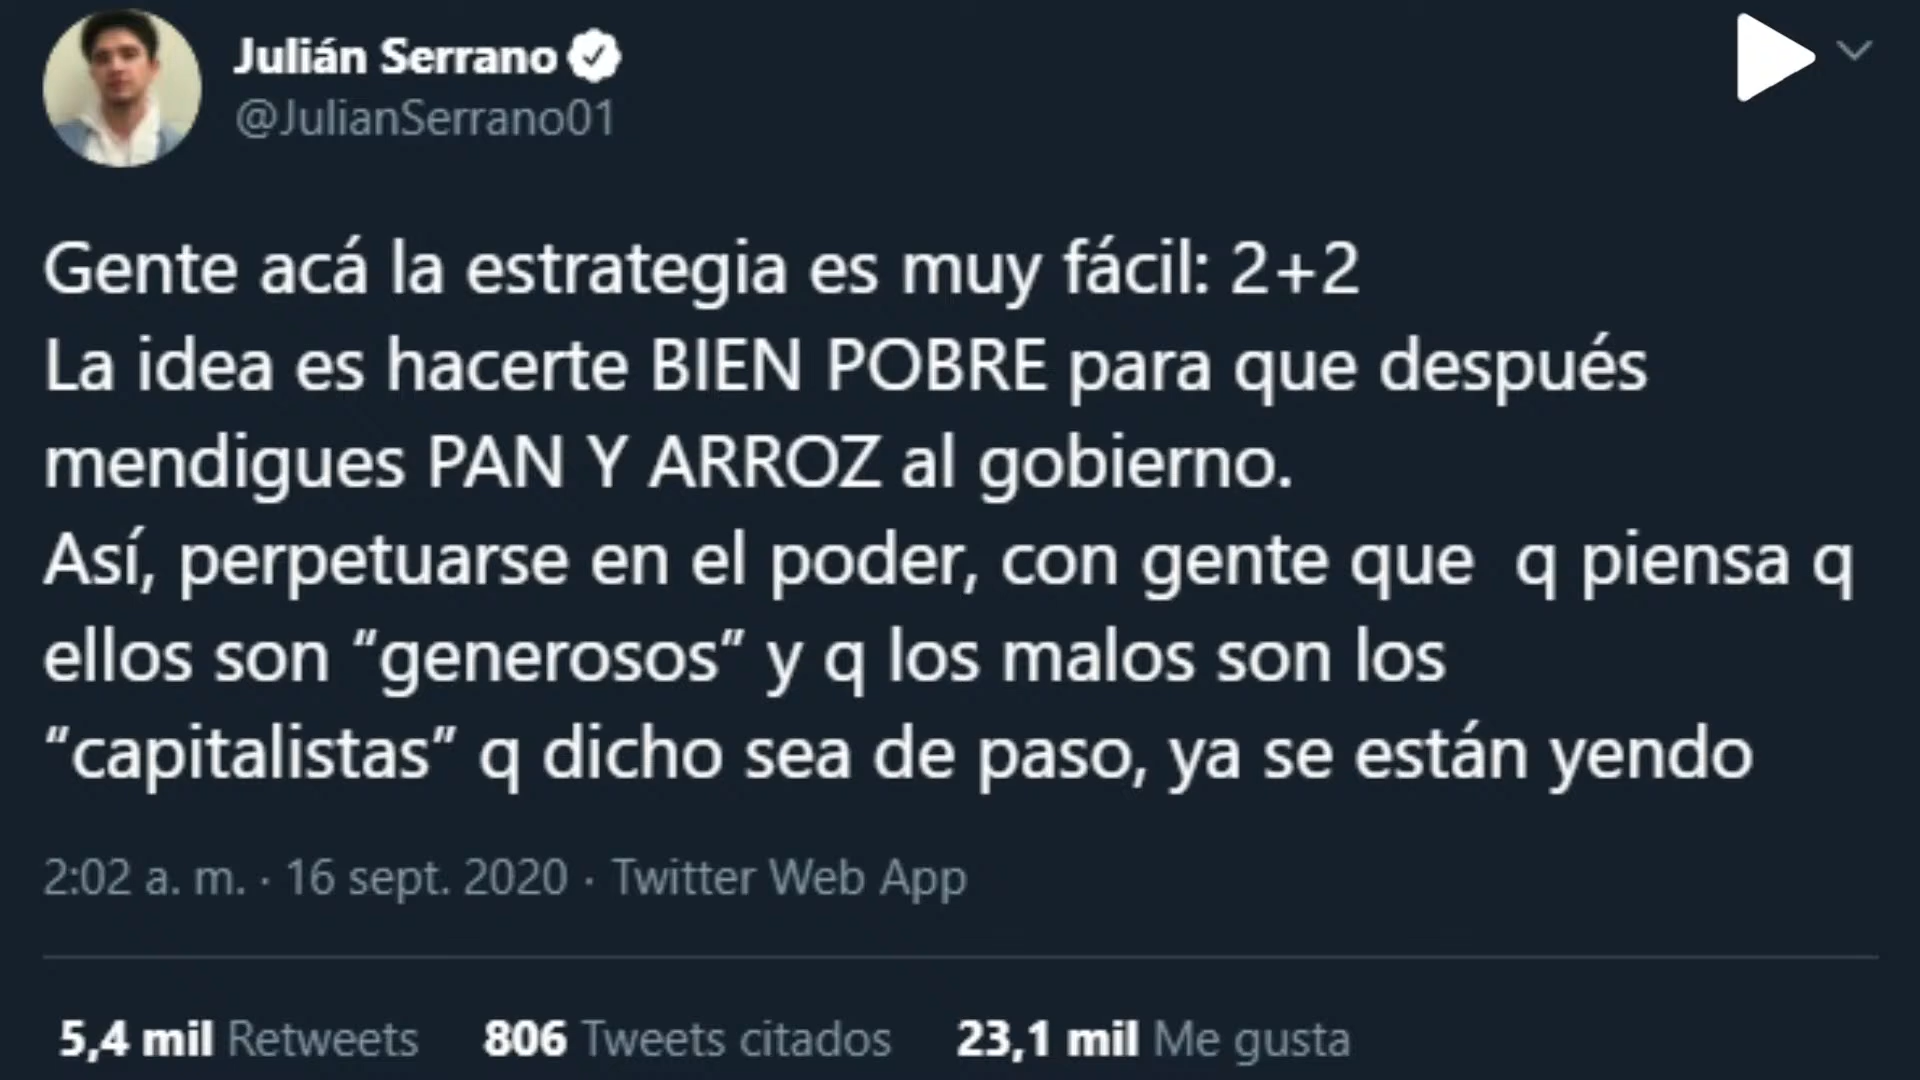 Julián Serrano
@JulianSerrano01
Gente acá la estrategia es muy fácil: 2+2
La idea es hacerte BIEN POBRE para que después
mendigues PAN Y ARROZ al gobierno.
Así, perpetuarse en el poder, con gente que  q piensa q
ellos son “generosos” y q los malos son los
“capitalistas” q dicho sea de paso, ya se están yendo
2:02 a. m. · 16 sept. 2020 · Twitter Web App
5,4 mil Retweets 806 Tweets citados 23,1 mil Me gusta